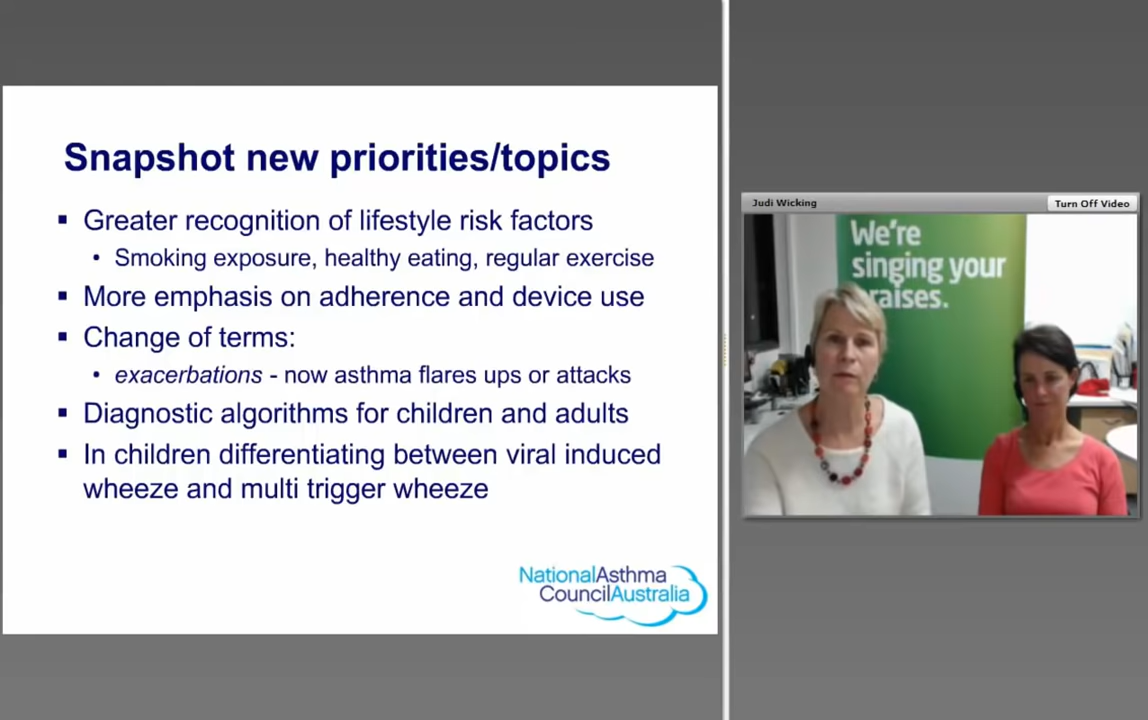 Snapshot new priorities/topics
Greater recognition of lifestyle risk factors
Smoking exposure, healthy eating, regular exercise
More emphasis on adherence and device use
Change of terms:
exacerbations - now asthma flares ups or attacks
Diagnostic algorithms for children and adults
In children differentiating between viral induced
wheeze and multi trigger wheeze
NationalAsthma
CouncilAustralia
Judi Wicking
Turn Off Video
We're
singing your
praises.